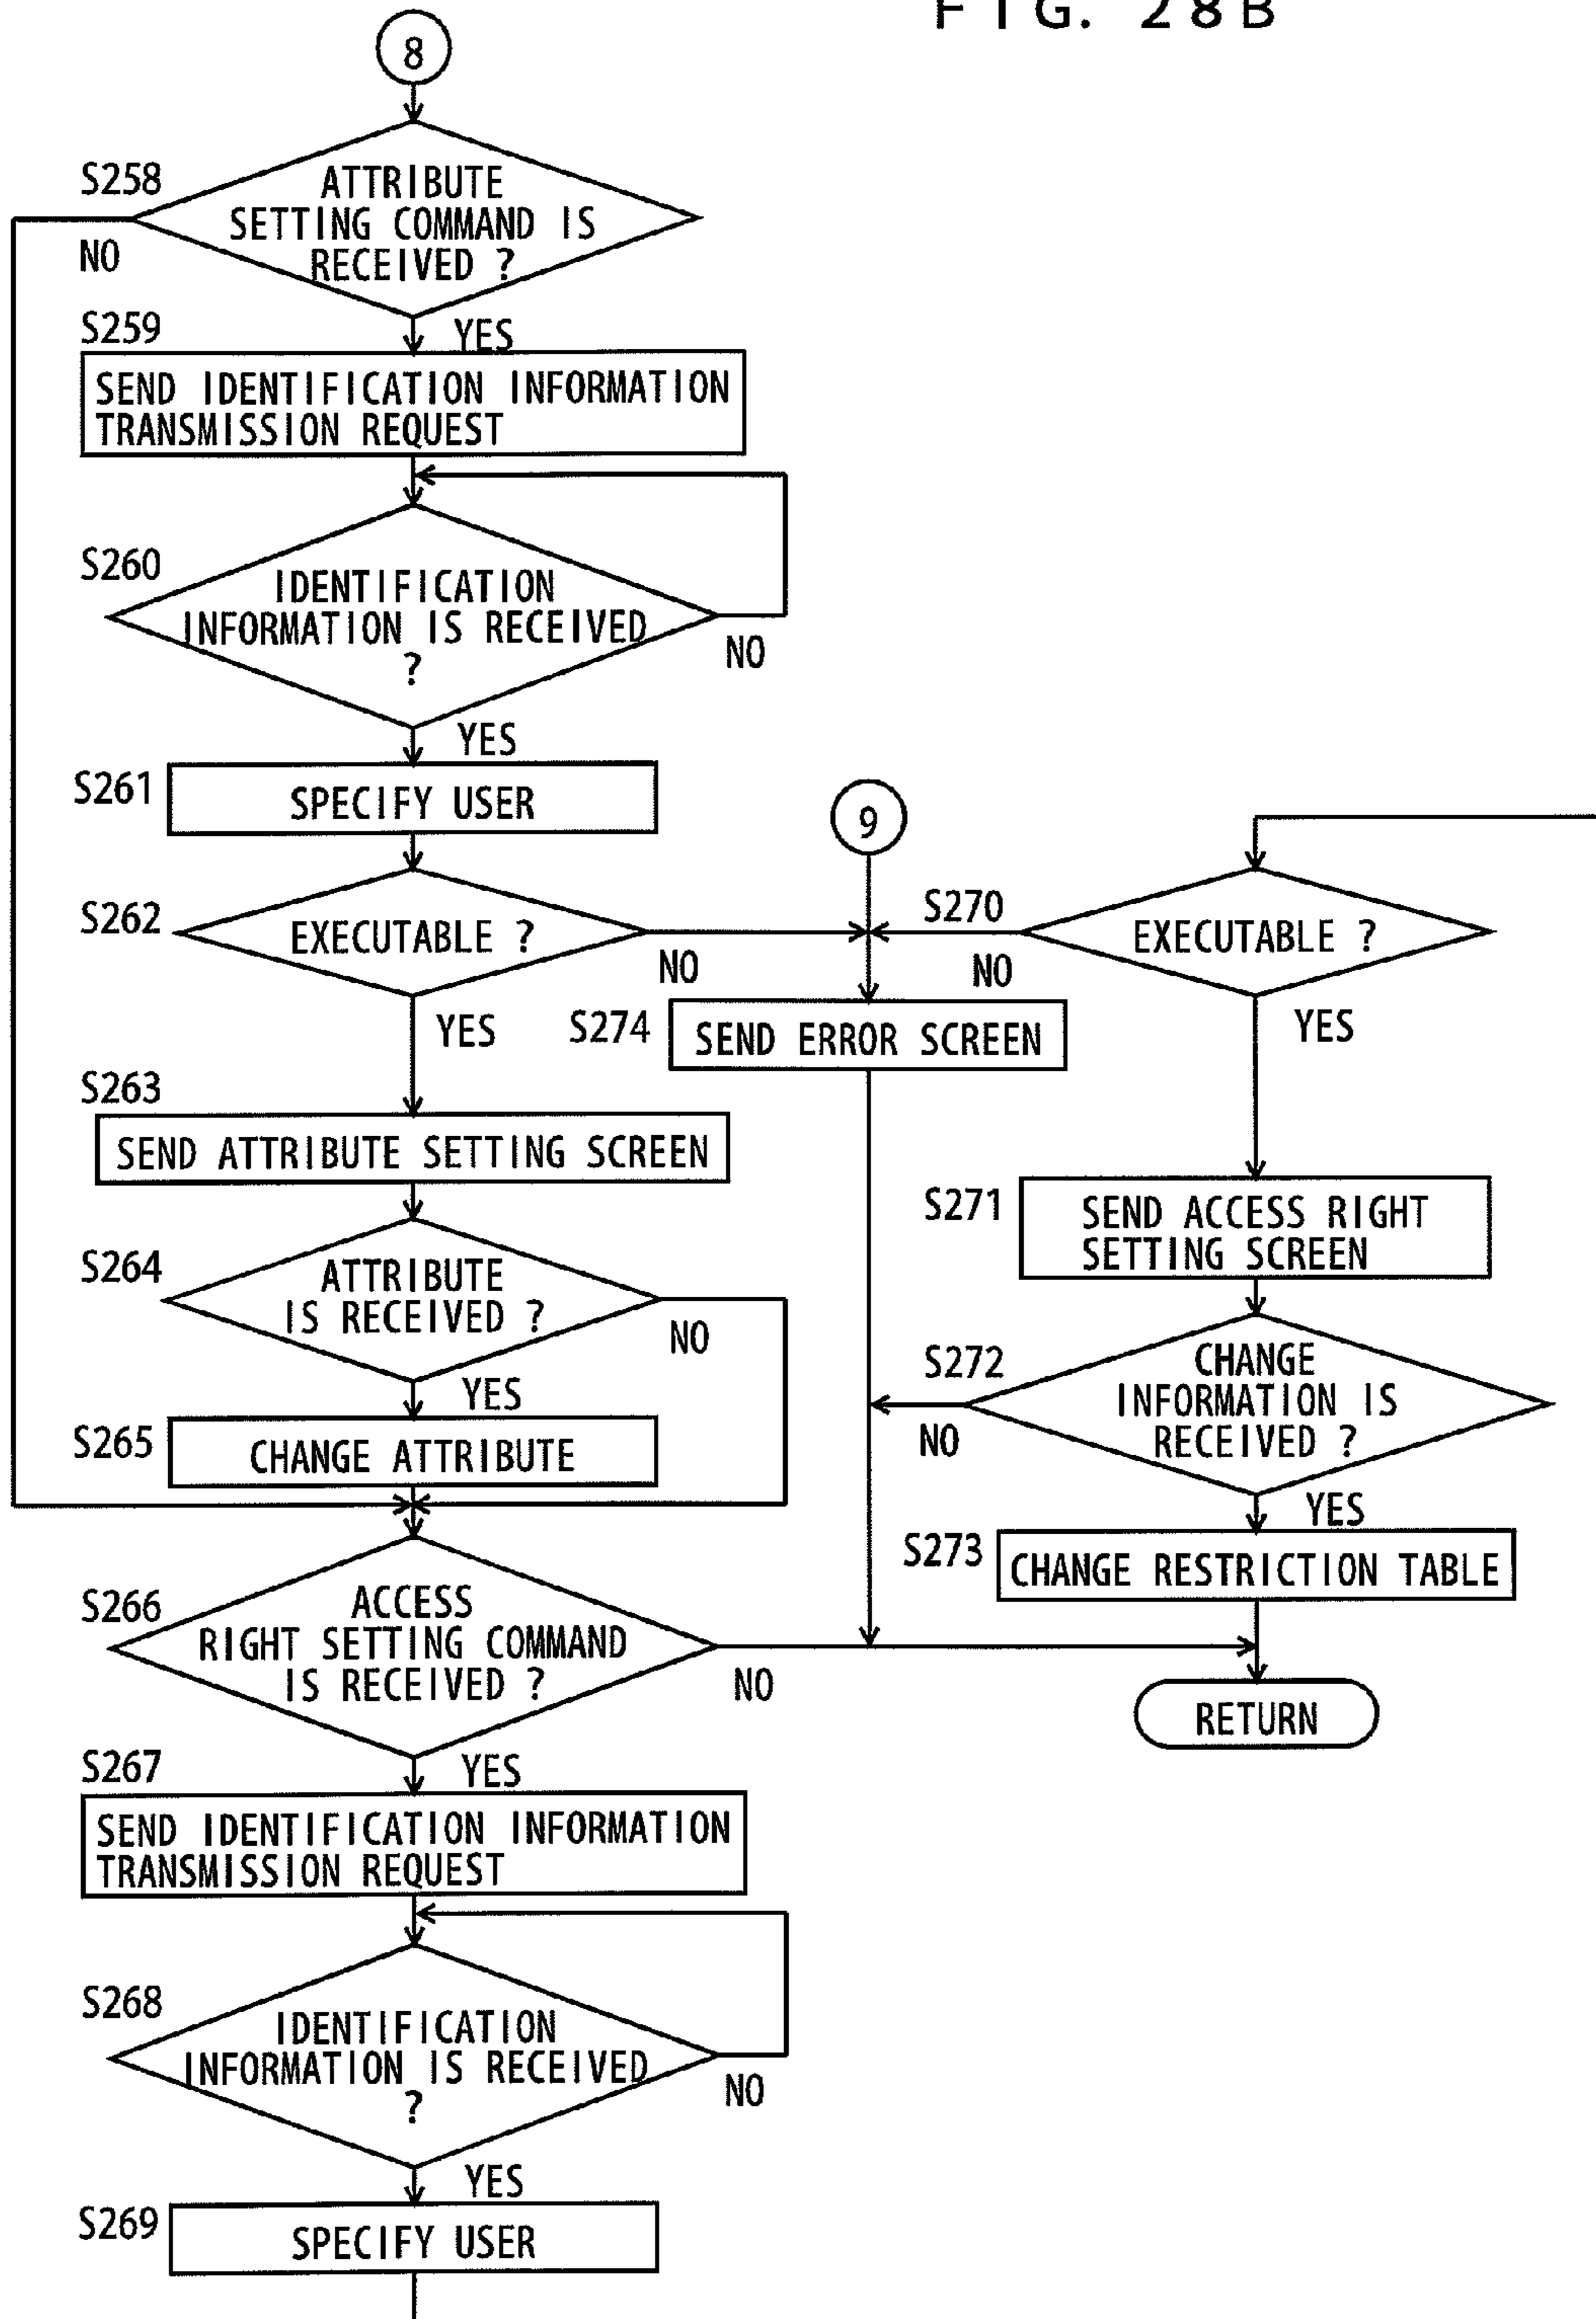 FIG. 28B
8
S258
ATTRIBUTE
SETTING COMMAND IS
RECEIVED ?
NO
YES
S259
SEND IDENTIFICATION INFORMATION
TRANSMISSION REQUEST
S260
IDENTIFICATION
INFORMATION IS RECEIVED
?
NO
YES
S261
SPECIFY USER
S262
EXECUTABLE ?
NO
YES
S263
SEND ATTRIBUTE SETTING SCREEN
S264
ATTRIBUTE
IS RECEIVED ?
NO
YES
S265
CHANGE ATTRIBUTE
S266
ACCESS
RIGHT SETTING COMMAND
IS RECEIVED ?
NO
YES
S267
SEND IDENTIFICATION INFORMATION
TRANSMISSION REQUEST
S268
IDENTIFICATION
INFORMATION IS RECEIVED
?
NO
YES
S269
SPECIFY USER
9
S274
SEND ERROR SCREEN
S270
EXECUTABLE ?
NO
YES
S271
SEND ACCESS RIGHT
SETTING SCREEN
S272
CHANGE
INFORMATION IS
RECEIVED ?
NO
YES
S273
CHANGE RESTRICTION TABLE
RETURN